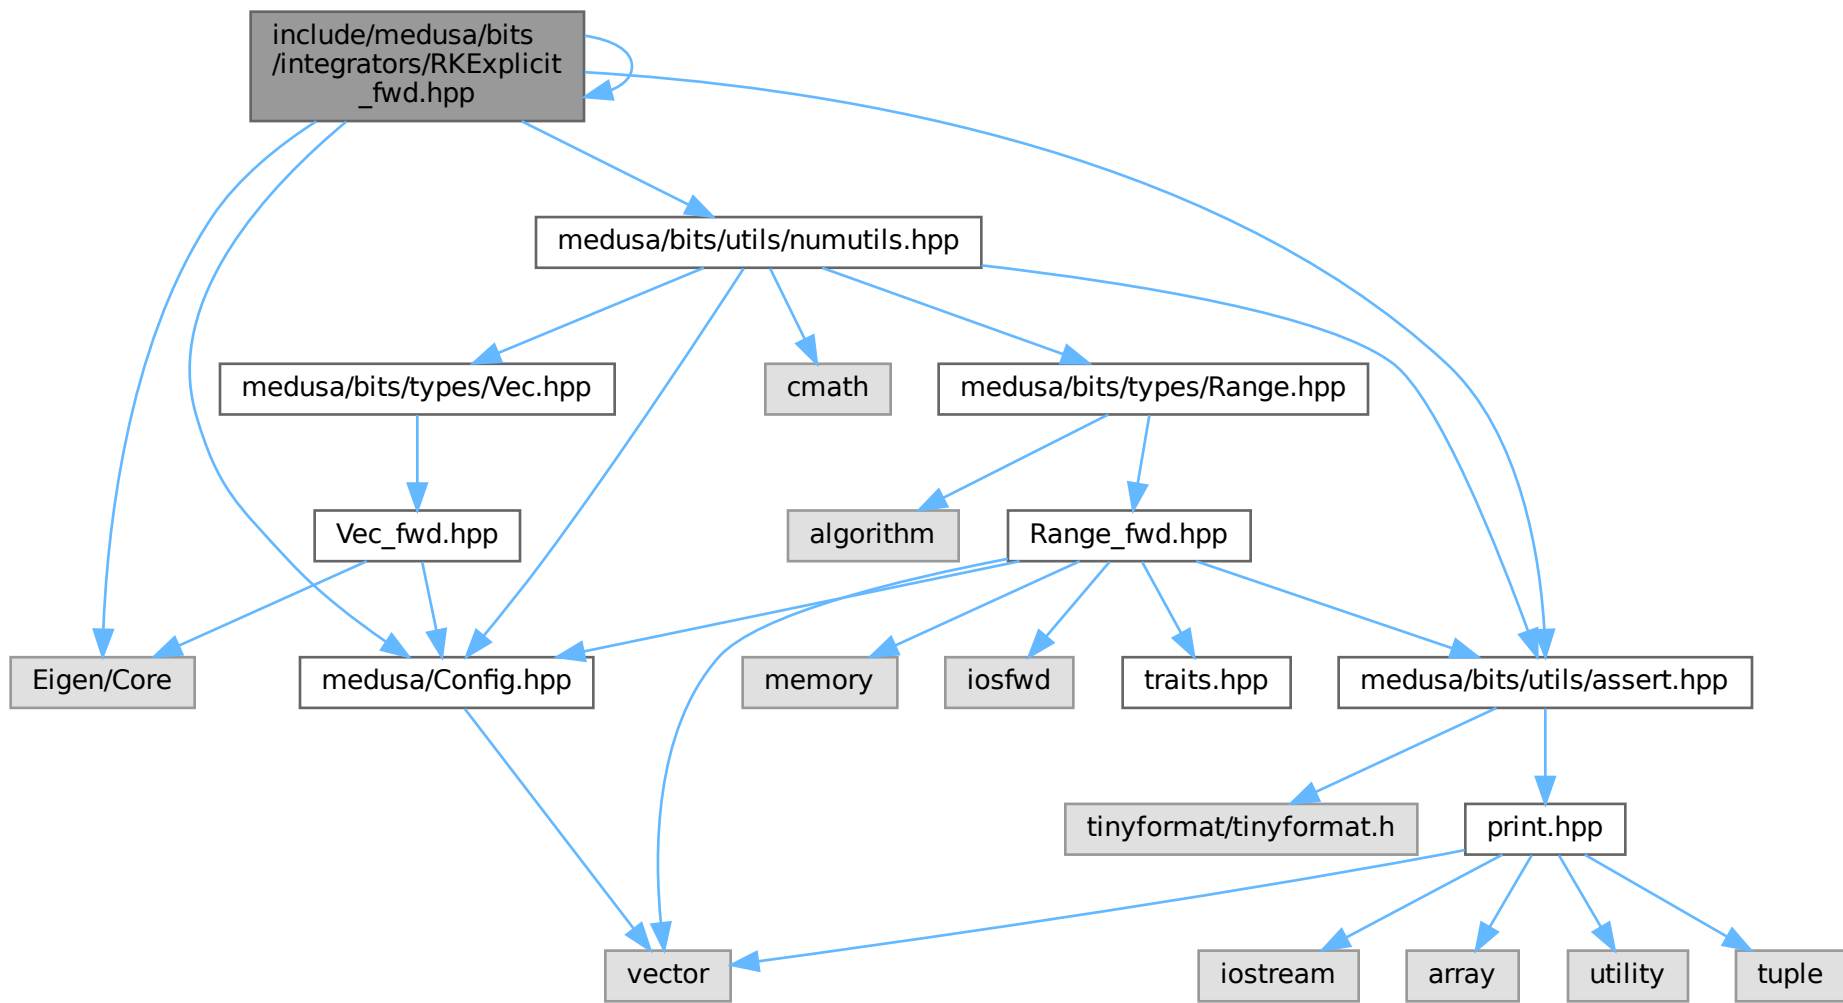 include/medusa/bits
/integrators/RKExplicit
_fwd.hpp
medusa/bits/utils/numutils.hpp
medusa/bits/types/Vec.hpp
cmath
medusa/bits/types/Range.hpp
Vec_fwd.hpp
algorithm
Range_fwd.hpp
Eigen/Core
medusa/Config.hpp
memory
iosfwd
traits.hpp
medusa/bits/utils/assert.hpp
tinyformat/tinyformat.h
print.hpp
vector
iostream
array
utility
tuple